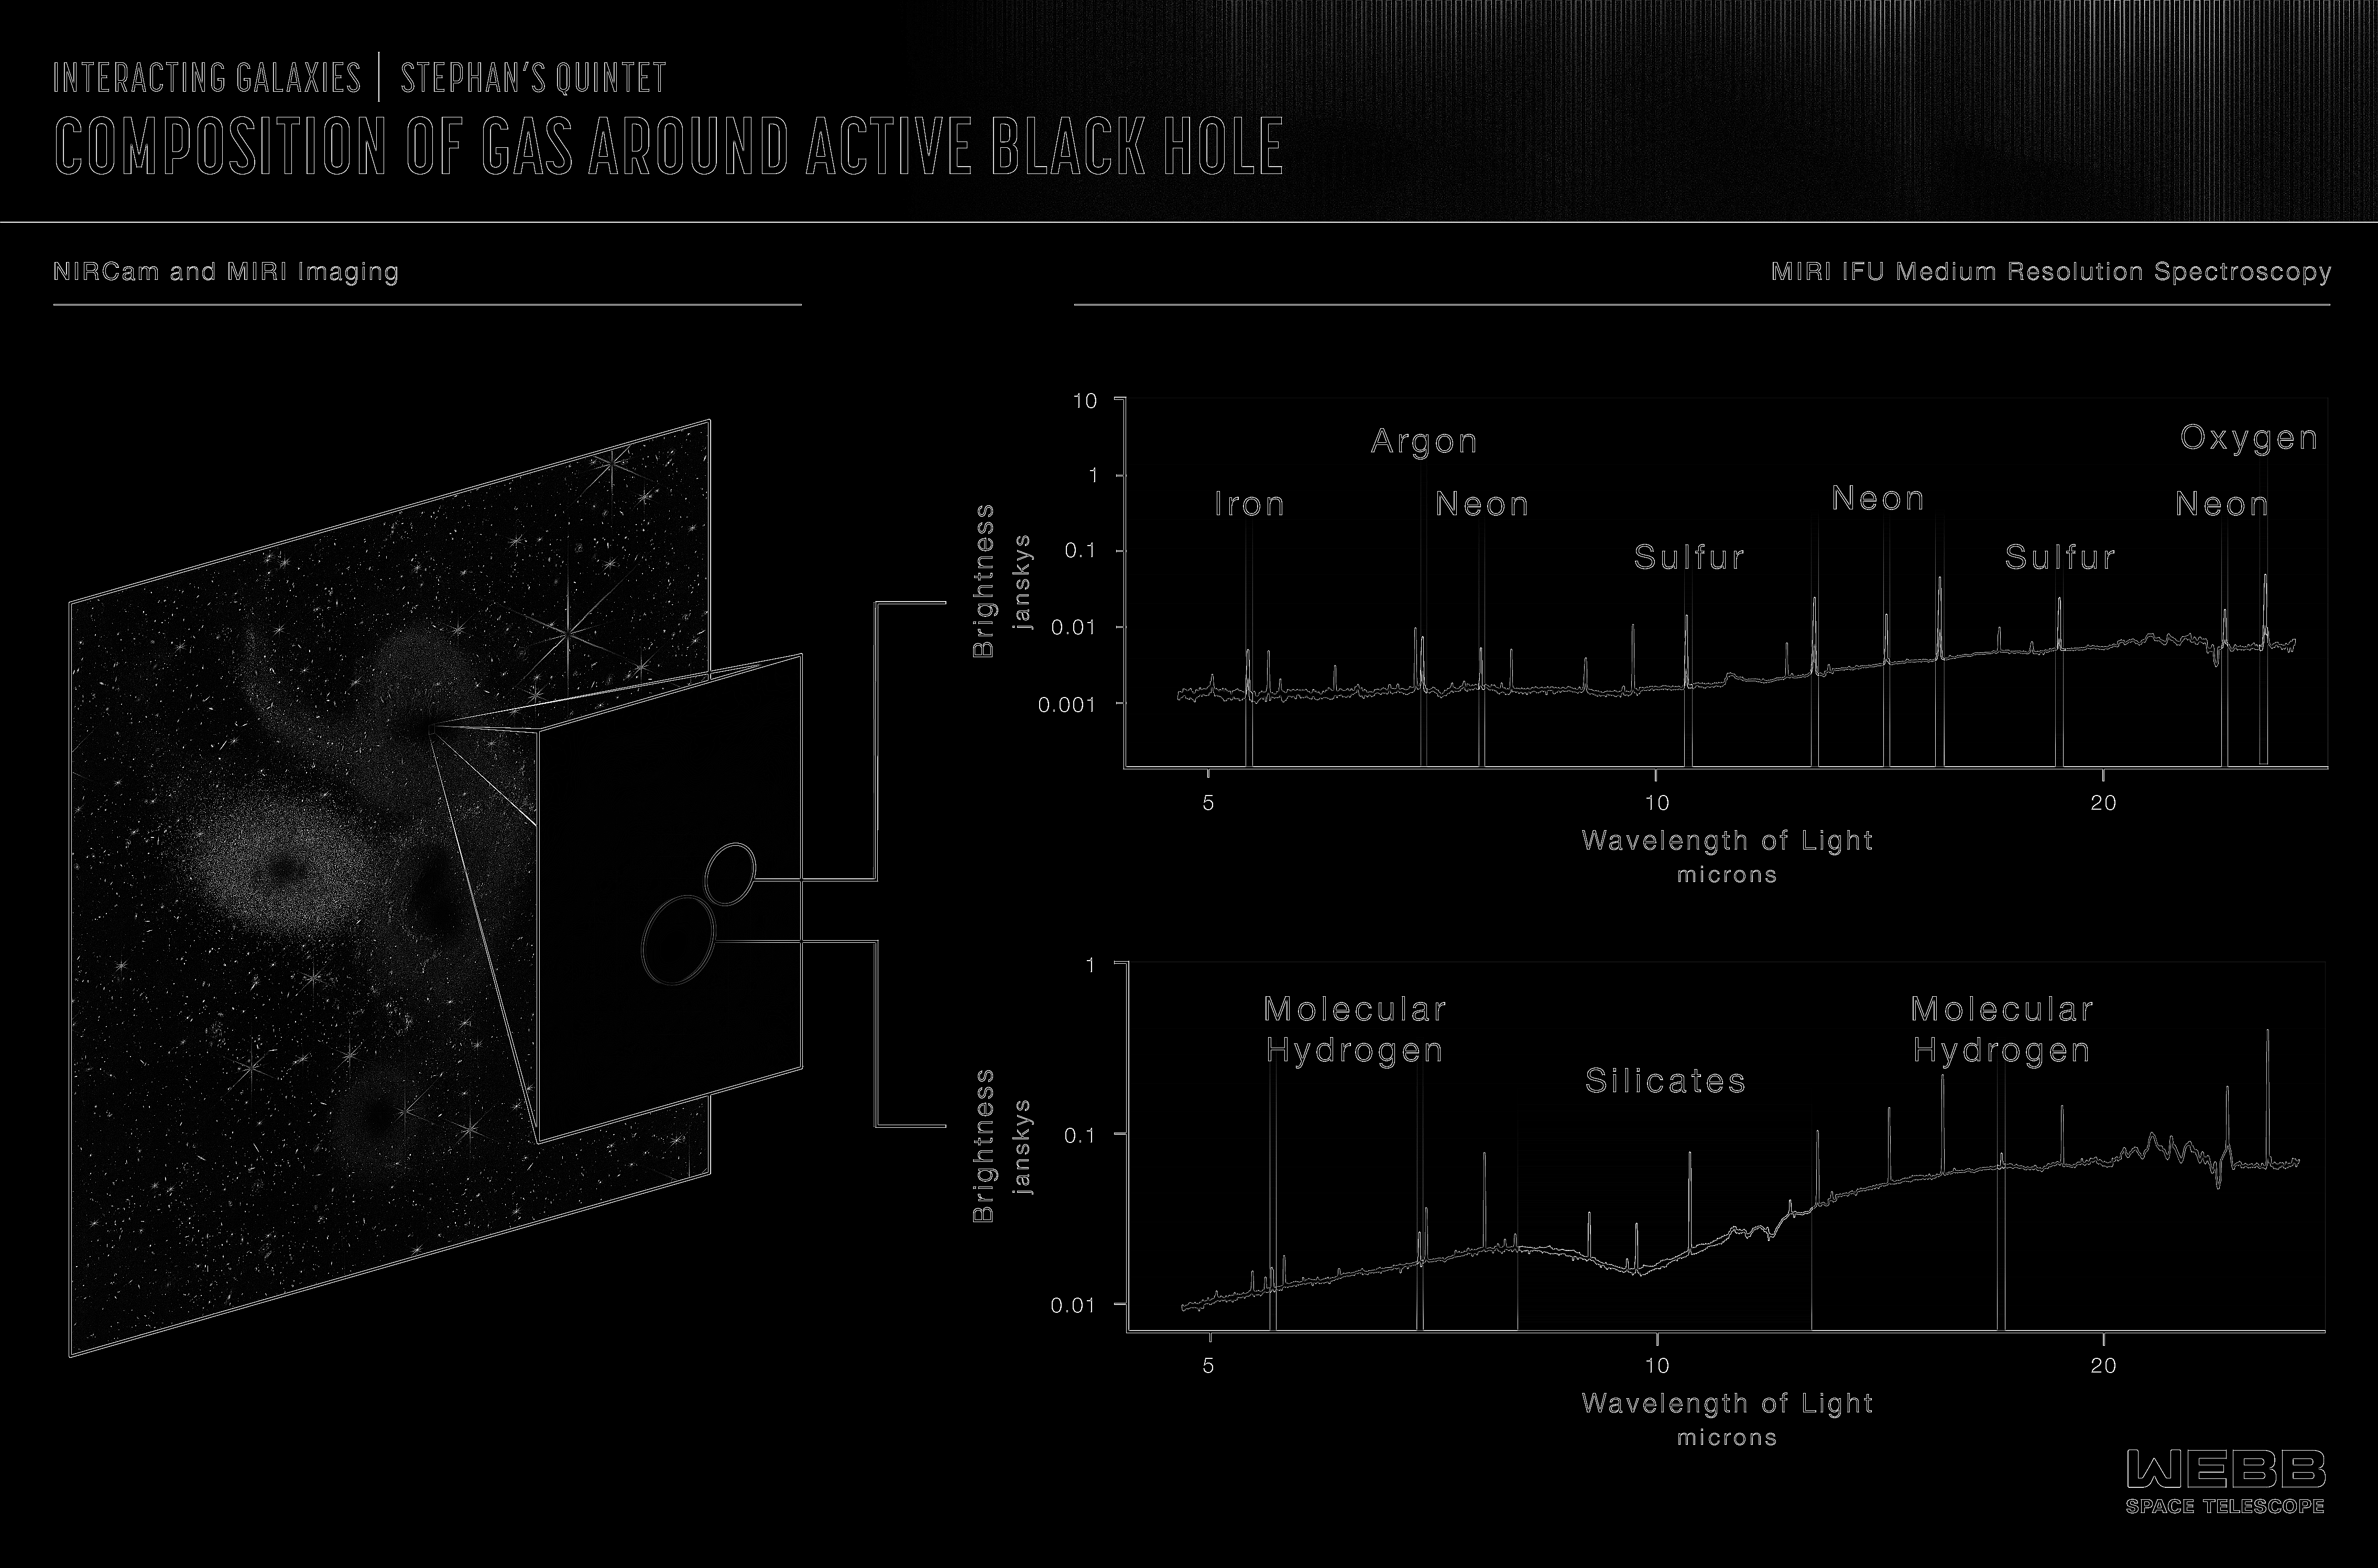 INTERACTING GALAXIES | STEPHAN'S QUINTET
COMPOSITION OF GAS AROUND ACTIVE BLACK HOLE
NIRCam and MIRI Imaging
MIRI IFU Medium Resolution Spectroscopy
Brightness
janskys
10
1
0.1
0.01
0.001
Argon
Oxygen
Iron
Neon
Neon
Neon
Sulfur
Sulfur
5
10
20
Wavelength of Light
microns
Brightness
janskys
1
0.1
0.01
Molecular
Hydrogen
Silicates
Molecular
Hydrogen
5
10
20
Wavelength of Light
microns
WEBB
SPACE TELESCOPE